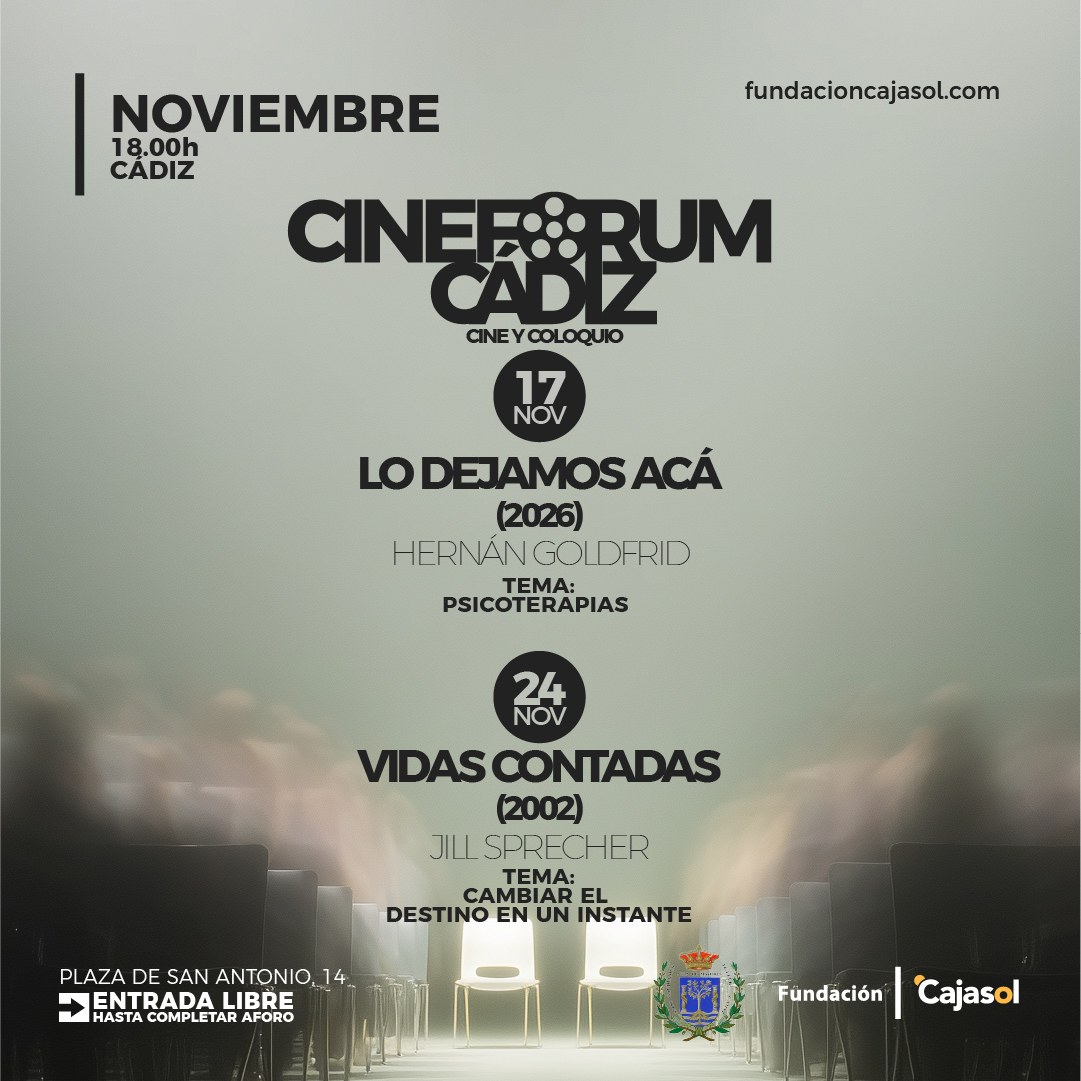 NOVIEMBRE
18.00h
CÁDIZ
fundacioncajasol.com
CINEFORUM
CÁDIZ
CINE Y COLOQUIO
17
NOV
LO DEJAMOS ACÁ
(2026)
HERNÁN GOLDFRID
TEMA:
PSICOTERAPIAS
24
NOV
VIDAS CONTADAS
(2002)
JILL SPRECHER
TEMA:
CAMBIAR EL
DESTINO EN UN INSTANTE
PLAZA DE SAN ANTONIO, 14
ENTRADA LIBRE
HASTA COMPLETAR AFORO
Fundación | Cajasol